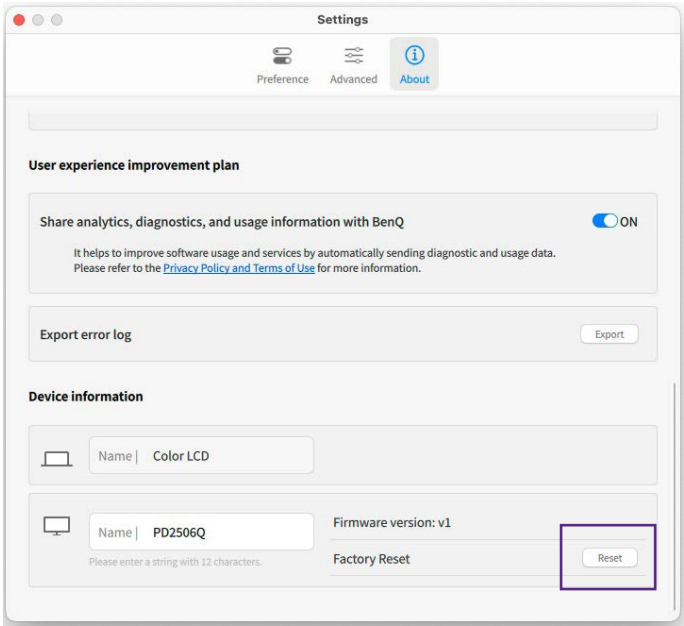 Settings
Preference
Advanced
About
User experience improvement plan
Share analytics, diagnostics, and usage information with BenQ
ON
It helps to improve software usage and services by automatically sending diagnostic and usage data.
Please refer to the Privacy Policy and Terms of Use for more information.
Export error log
Export
Device information
Name | Color LCD
Name | PD2506Q
Please enter a string with 12 characters.
Firmware version: v1
Factory Reset
Reset